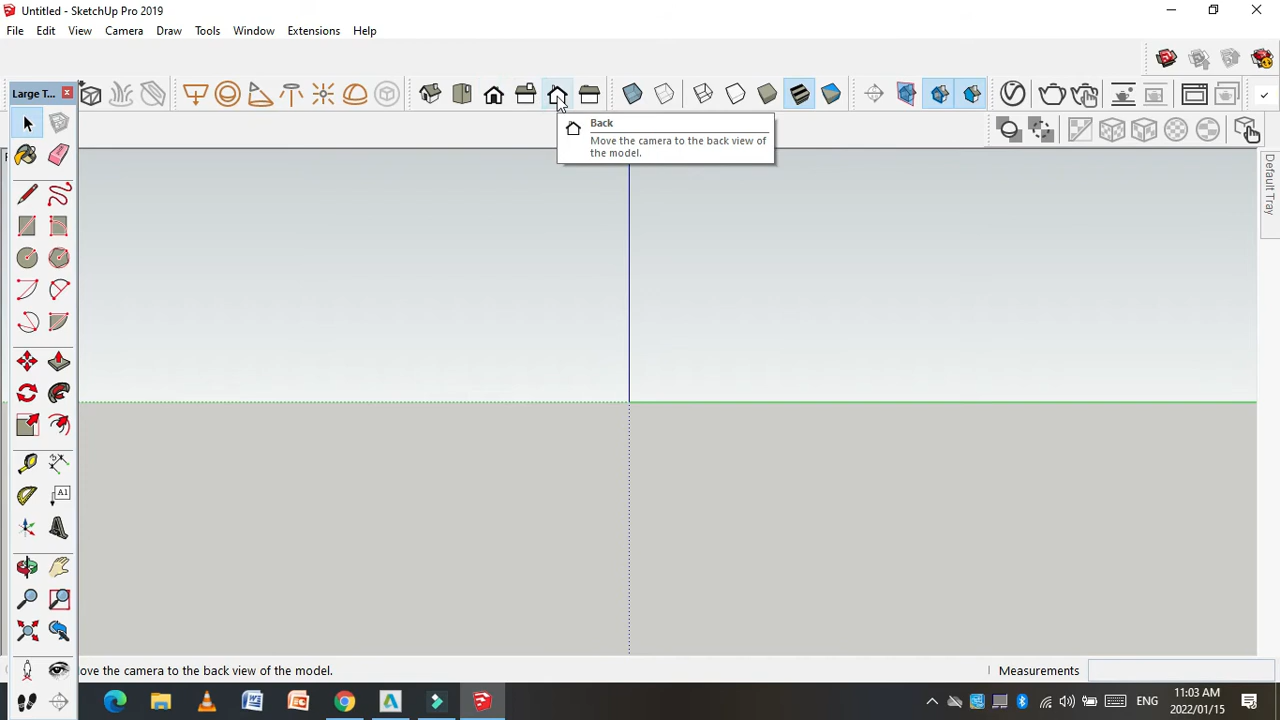 Untitled - SketchUp Pro 2019
File Edit View Camera Draw Tools Window Extensions Help
Large T...
Back
Move the camera to the back view of
the model.
Default Tray
A1
ove the camera to the back view of the model.
Measurements
ENG
11:03 AM
2022/01/15